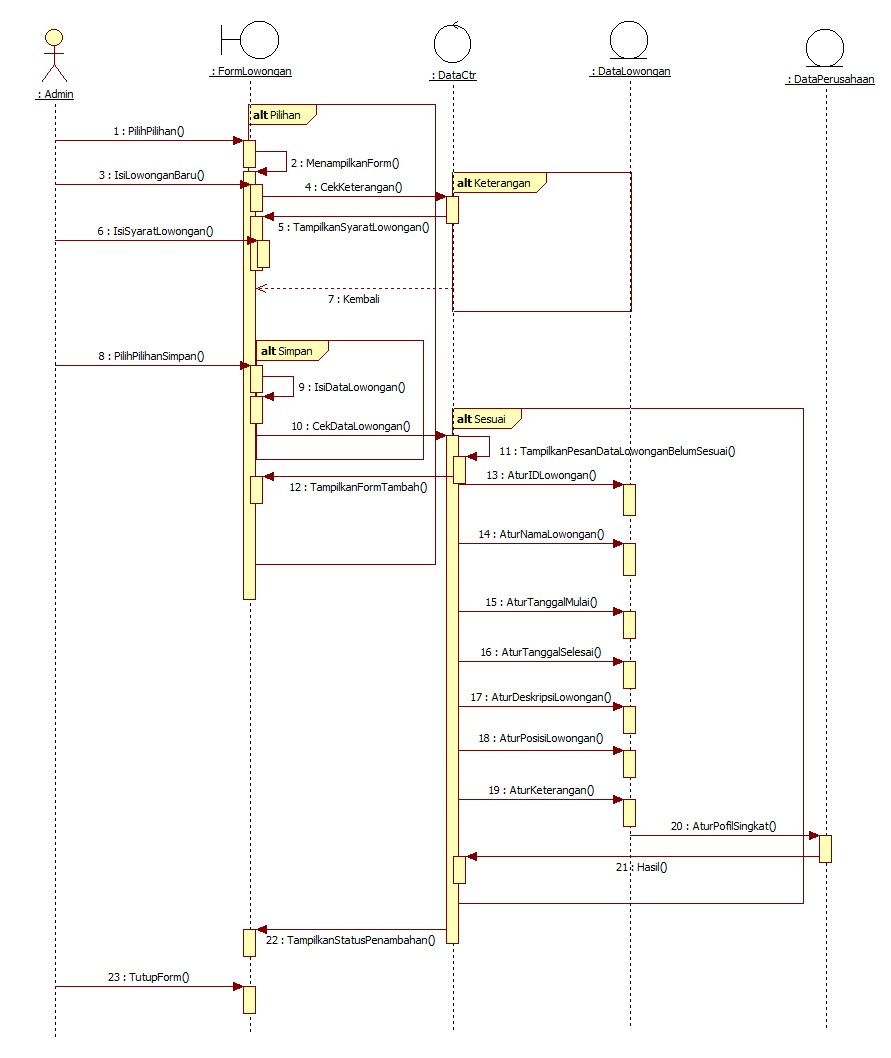 : Admin
: FormLowongan
: DataCtr
: DataLowongan
: DataPerusahaan
alt Pilihan
1 : PilihPilihan()
2 : MenampilkanForm()
3 : IsiLowonganBaru()
4 : CekKeterangan()
alt Keterangan
5 : TampilkanSyaratLowongan()
6 : IsiSyaratLowongan()
7 : Kembali
alt Simpan
8 : PilihPilihanSimpan()
9 : IsiDataLowongan()
alt Sesuai
10 : CekDataLowongan()
11 : TampilkanPesanDataLowonganBelumSesuai()
12 : TampilkanFormTambah()
13 : AturIDLowongan()
14 : AturNamaLowongan()
15 : AturTanggalMulai()
16 : AturTanggalSelesai()
17 : AturDeskripsiLowongan()
18 : AturPosisiLowongan()
19 : AturKeterangan()
20 : AturPofilSingkat()
21 : Hasil()
22 : TampilkanStatusPenambahan()
23 : TutupForm()